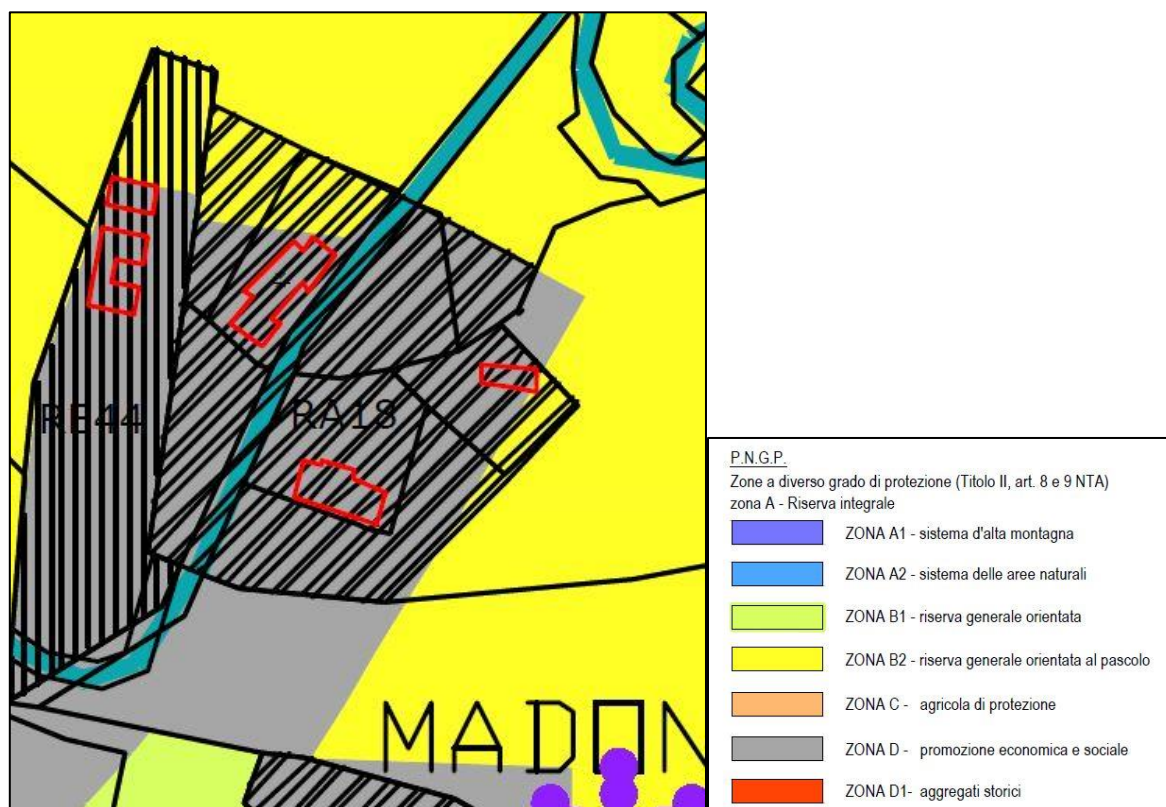 RE44
RA18
MADON
P.N.G.P.
Zone a diverso grado di protezione (Titolo II, art. 8 e 9 NTA)
zona A - Riserva integrale
ZONA A1 - sistema d'alta montagna
ZONA A2 - sistema delle aree naturali
ZONA B1 - riserva generale orientata
ZONA B2 - riserva generale orientata al pascolo
ZONA C - agricola di protezione
ZONA D - promozione economica e sociale
ZONA D1- aggregati storici